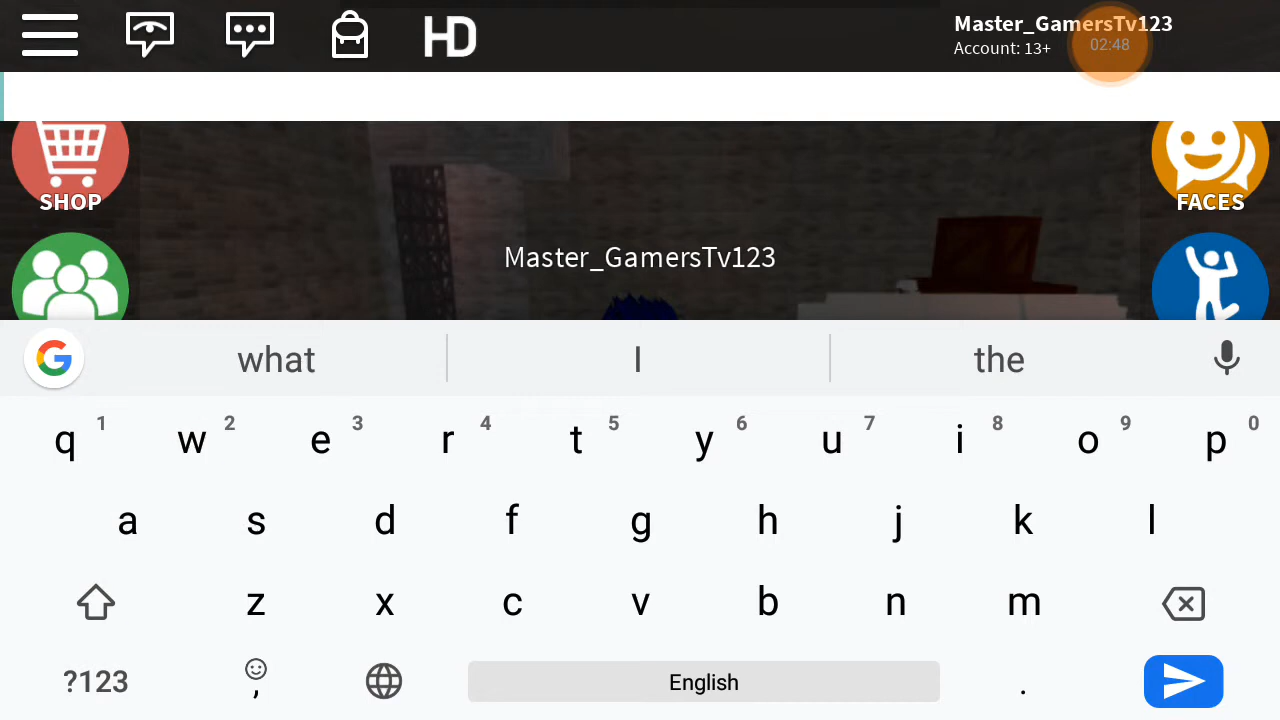 HD
Master_GamersTv123
Account: 13+
02:48
SHOP
FACES
Master_GamersTv123
G
what I the
q 1 w 2 e 3 r 4 t 5 y 6 u 7 i 8 o 9 p 0
a s d f g h j k l
z x c v b n m
?123 , English .